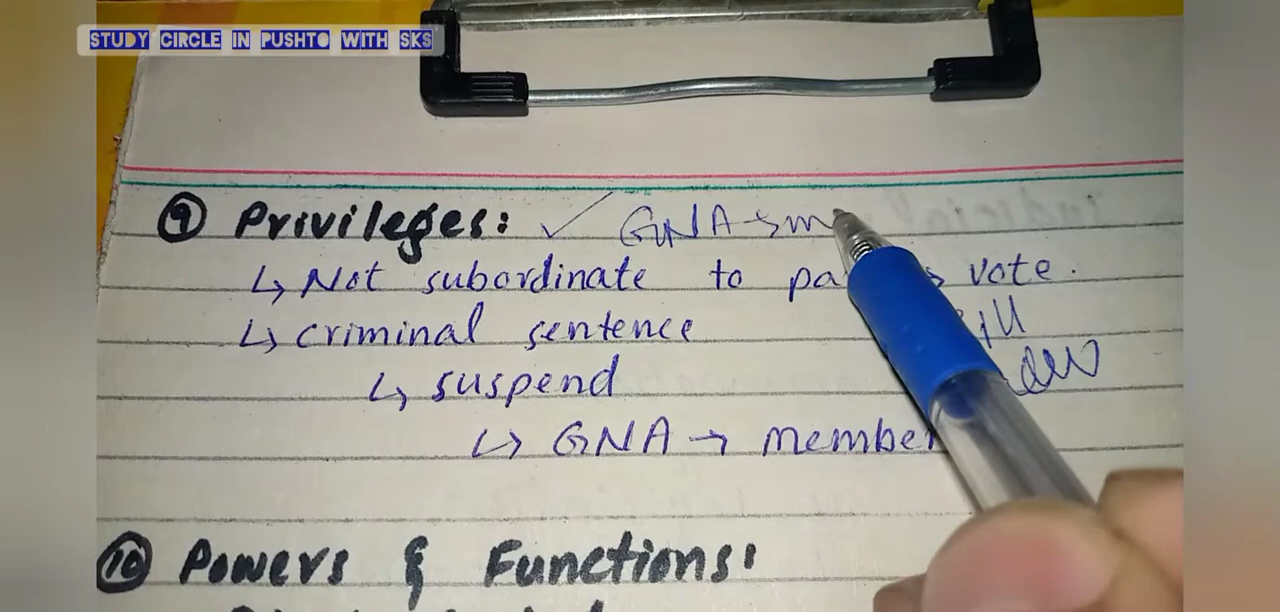 STUDY CIRCLE IN PUSHTO WITH SKS
⑨ Privileges: ✓ GNA → m
↳ Not subordinate to vote.
↳ criminal sentence
↳ suspend
↳ GNA → member
⑩ Powers & Functions: